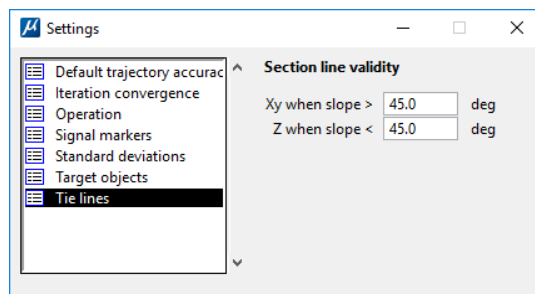 Settings
Default trajectory accurac
Iteration convergence
Operation
Signal markers
Standard deviations
Target objects
Tie lines
Section line validity
Xy when slope > 45.0 deg
Z when slope < 45.0 deg